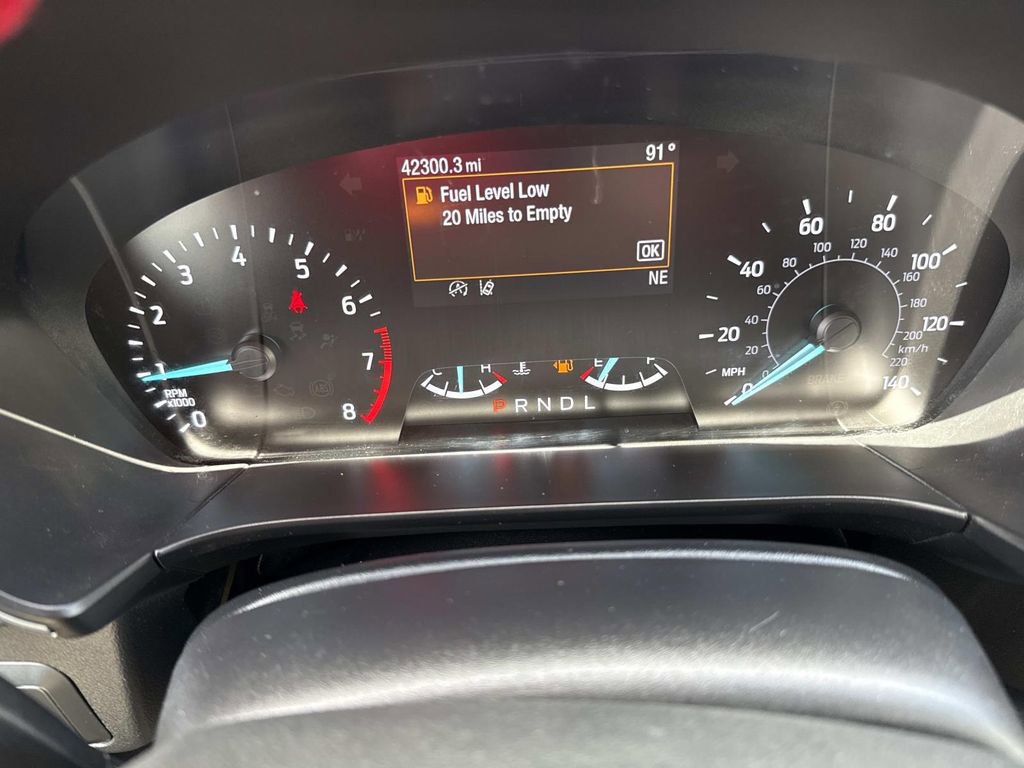 42300.3 mi 91°
Fuel Level Low
20 Miles to Empty
OK
NE
0 1 2 3 4 5 6 7 8
RPM
x1000
C H E F
P R N D L
0 20 40 60 80 100 120 140
MPH
0 20 40 60 80 100 120 140 160 180 200 220
km/h
BRAKE